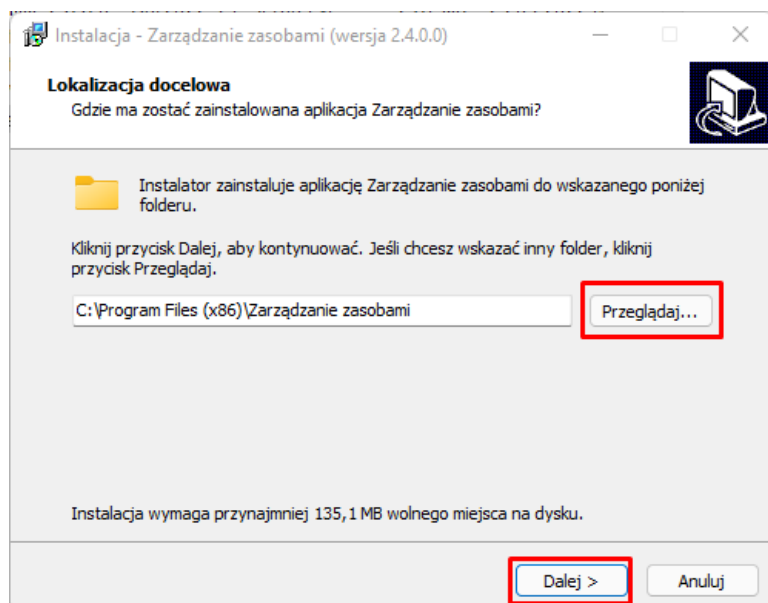 Instalacja - Zarządzanie zasobami (wersja 2.4.0.0)
Lokalizacja docelowa
Gdzie ma zostać zainstalowana aplikacja Zarządzanie zasobami?
Instalator zainstaluje aplikację Zarządzanie zasobami do wskazanego poniżej
folderu.
Kliknij przycisk Dalej, aby kontynuować. Jeśli chcesz wskazać inny folder, kliknij
przycisk Przeglądaj.
C:\Program Files (x86)\Zarządzanie zasobami
Przeglądaj...
Instalacja wymaga przynajmniej 135,1 MB wolnego miejsca na dysku.
Dalej >
Anuluj